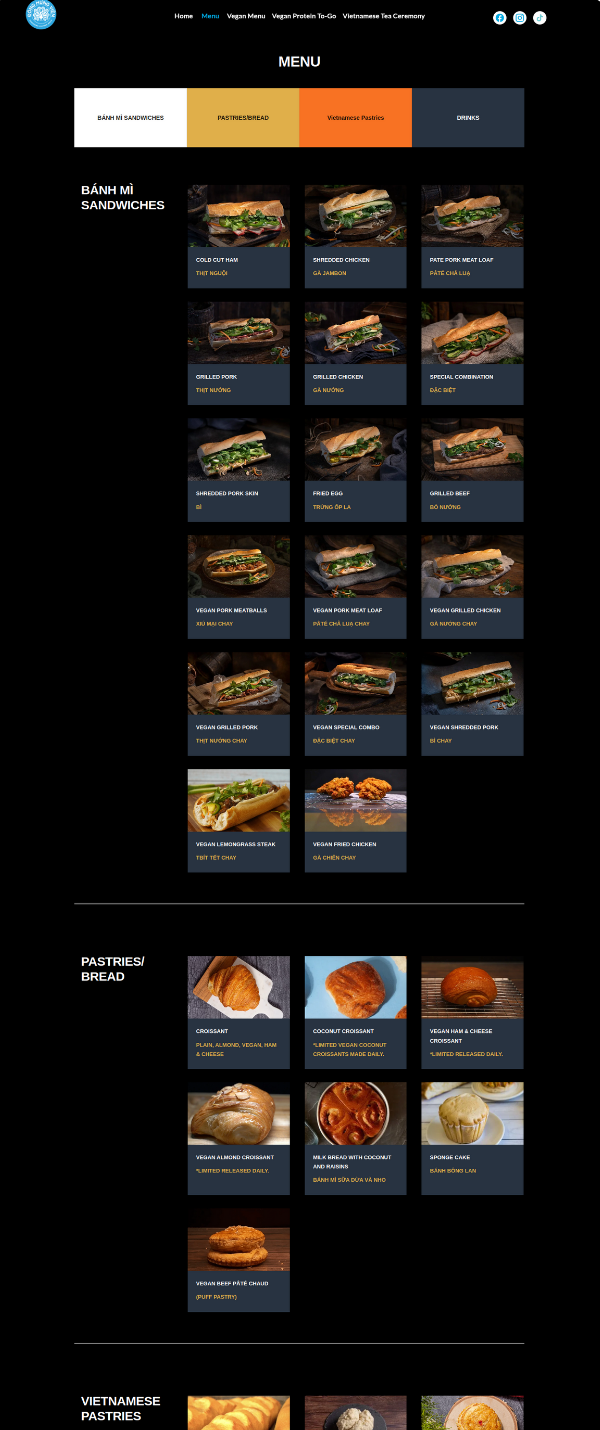 Home Menu Vegan Menu Vegan Protein To-Go Vietnamese Tea Ceremony
MENU
BÁNH MÌ SANDWICHES
PASTRIES/BREAD
Vietnamese Pastries
DRINKS
BÁNH MÌ
SANDWICHES
COLD CUT HAM
THỊT NGUỘI
SHREDDED CHICKEN
GÀ JAMBON
PATE PORK MEAT LOAF
PÂTÉ CHẢ LUẠ
GRILLED PORK
THỊT NƯỚNG
GRILLED CHICKEN
GÀ NƯỚNG
SPECIAL COMBINATION
ĐẶC BIỆT
SHREDDED PORK SKIN
BÌ
FRIED EGG
TRỨNG ỐP LA
GRILLED BEEF
BÒ NƯỚNG
VEGAN PORK MEATBALLS
XIÚ MẠI CHAY
VEGAN PORK MEAT LOAF
PÂTÉ CHẢ LUẠ CHAY
VEGAN GRILLED CHICKEN
GÀ NƯỚNG CHAY
VEGAN GRILLED PORK
THỊT NƯỚNG CHAY
VEGAN SPECIAL COMBO
ĐẶC BIỆT CHAY
VEGAN SHREDDED PORK
BÌ CHAY
VEGAN LEMONGRASS STEAK
TBÍT TẾT CHAY
VEGAN FRIED CHICKEN
GÀ CHIÊN CHAY
PASTRIES/
BREAD
CROISSANT
PLAIN, ALMOND, VEGAN, HAM
& CHEESE
COCONUT CROISSANT
*LIMITED VEGAN COCONUT
CROISSANTS MADE DAILY.
VEGAN HAM & CHEESE
CROISSANT
*LIMITED RELEASED DAILY.
VEGAN ALMOND CROISSANT
*LIMITED RELEASED DAILY.
MILK BREAD WITH COCONUT
AND RAISINS
BÁNH MÌ SỮA DỪA VÀ NHO
SPONGE CAKE
BÁNH BÔNG LAN
VEGAN BEEF PÂTÉ CHAUD
(PUFF PASTRY)
VIETNAMESE
PASTRIES